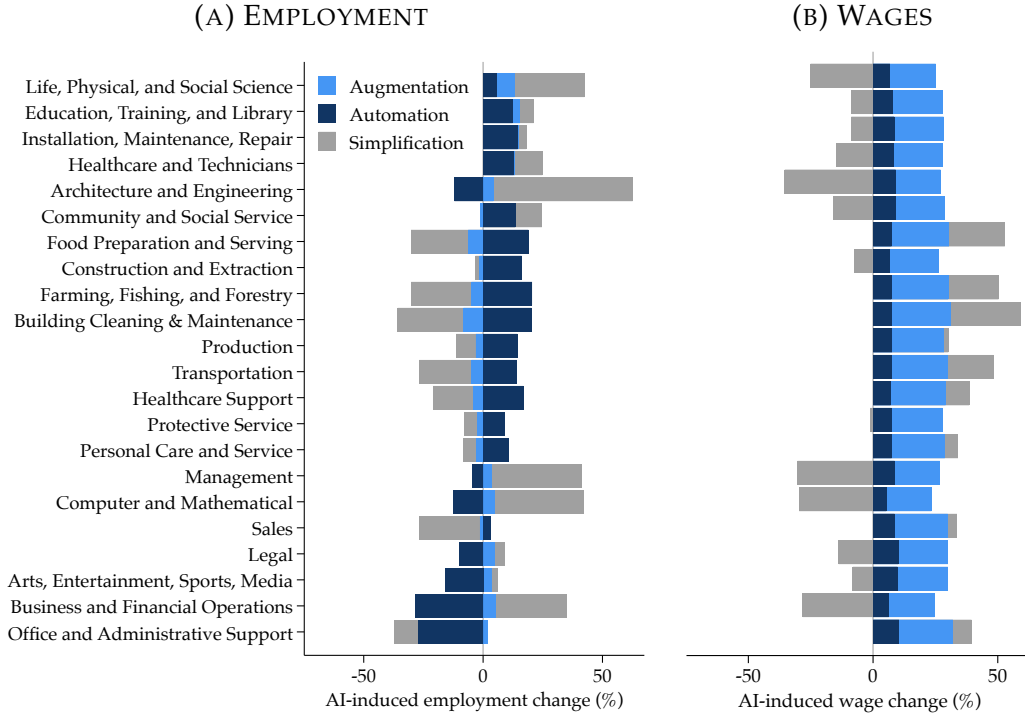 (A) EMPLOYMENT
(B) WAGES
Augmentation
Automation
Simplification
Life, Physical, and Social Science
Education, Training, and Library
Installation, Maintenance, Repair
Healthcare and Technicians
Architecture and Engineering
Community and Social Service
Food Preparation and Serving
Construction and Extraction
Farming, Fishing, and Forestry
Building Cleaning & Maintenance
Production
Transportation
Healthcare Support
Protective Service
Personal Care and Service
Management
Computer and Mathematical
Sales
Legal
Arts, Entertainment, Sports, Media
Business and Financial Operations
Office and Administrative Support
-50 0 50
AI-induced employment change (%)
-50 0 50
AI-induced wage change (%)